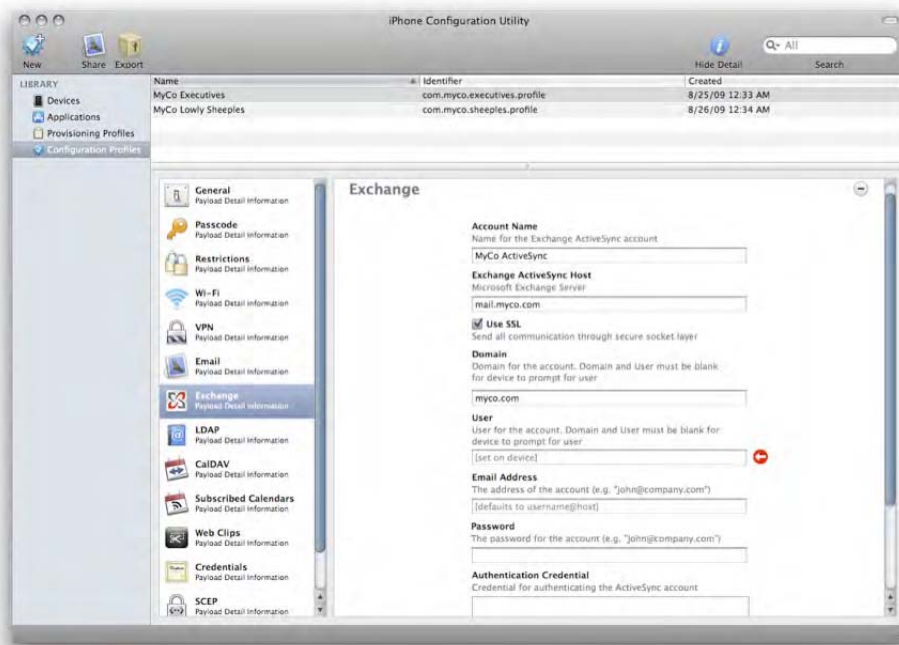 iPhone Configuration Utility
New Share Export Hide Detail Search
All
LIBRARY
Devices
Applications
Provisioning Profiles
Configuration Profiles
Name Identifier Created
MyCo Executives com.myco.executives.profile 8/25/09 12:33 AM
MyCo Lowly Sheeples com.myco.sheeples.profile 8/26/09 12:34 AM
General
Payload Detail Information
Passcode
Payload Detail Information
Restrictions
Payload Detail Information
Wi-Fi
Payload Detail Information
VPN
Payload Detail Information
Email
Payload Detail Information
Exchange
Payload Detail Information
LDAP
Payload Detail Information
CalDAV
Payload Detail Information
Subscribed Calendars
Payload Detail Information
Web Clips
Payload Detail Information
Credentials
Payload Detail Information
SCEP
Payload Detail Information
Exchange
Account Name
Name for the Exchange ActiveSync account
MyCo ActiveSync
Exchange ActiveSync Host
Microsoft Exchange Server
mail.myco.com
Use SSL
Send all communication through secure socket layer
Domain
Domain for the account. Domain and User must be blank
for device to prompt for user
myco.com
User
User for the account. Domain and User must be blank for
device to prompt for user
[set on device]
Email Address
The address of the account (e.g. "john@company.com")
[defaults to username@host]
Password
The password for the account (e.g. "john@company.com")
Authentication Credential
Credential for authenticating the ActiveSync account